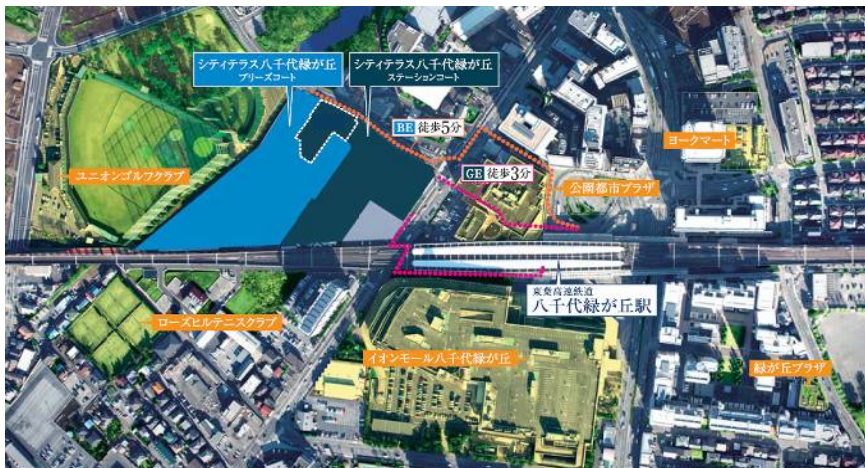 シティテラス八千代緑が丘
ブリーズコート
シティテラス八千代緑が丘
ステーションコート
BE 徒歩5分
ヨークマート
ユニオンゴルフクラブ
GE 徒歩3分
公園都市プラザ
東葉高速鉄道
八千代緑が丘駅
ローズヒルテニスクラブ
イオンモール八千代緑が丘
緑が丘プラザ